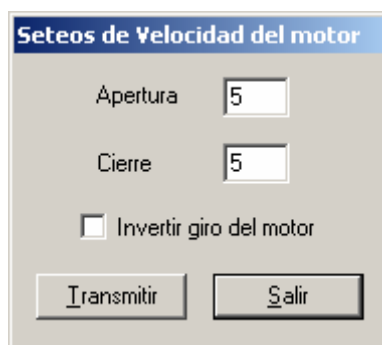 Seteos de Velocidad del motor
Apertura 5
Cierre 5
Invertir giro del motor
Transmitir Salir